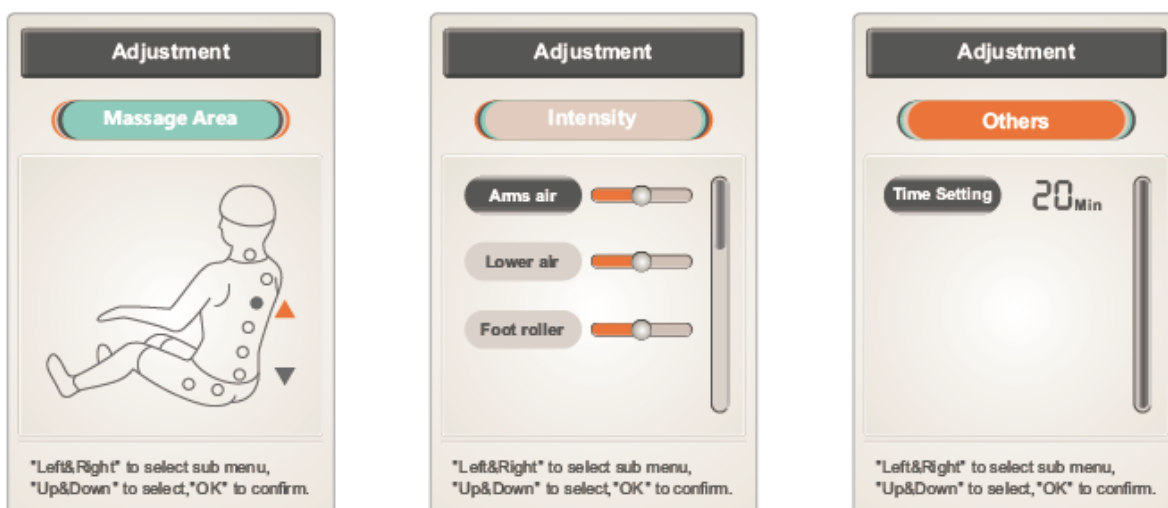 Adjustment
Massage Area
"Left&Right" to select sub menu,
"Up&Down" to select,"OK" to confirm.
Adjustment
Intensity
Arms air
Lower air
Foot roller
"Left&Right" to select sub menu,
"Up&Down" to select,"OK" to confirm.
Adjustment
Others
Time Setting 20Min
"Left&Right" to select sub menu,
"Up&Down" to select,"OK" to confirm.